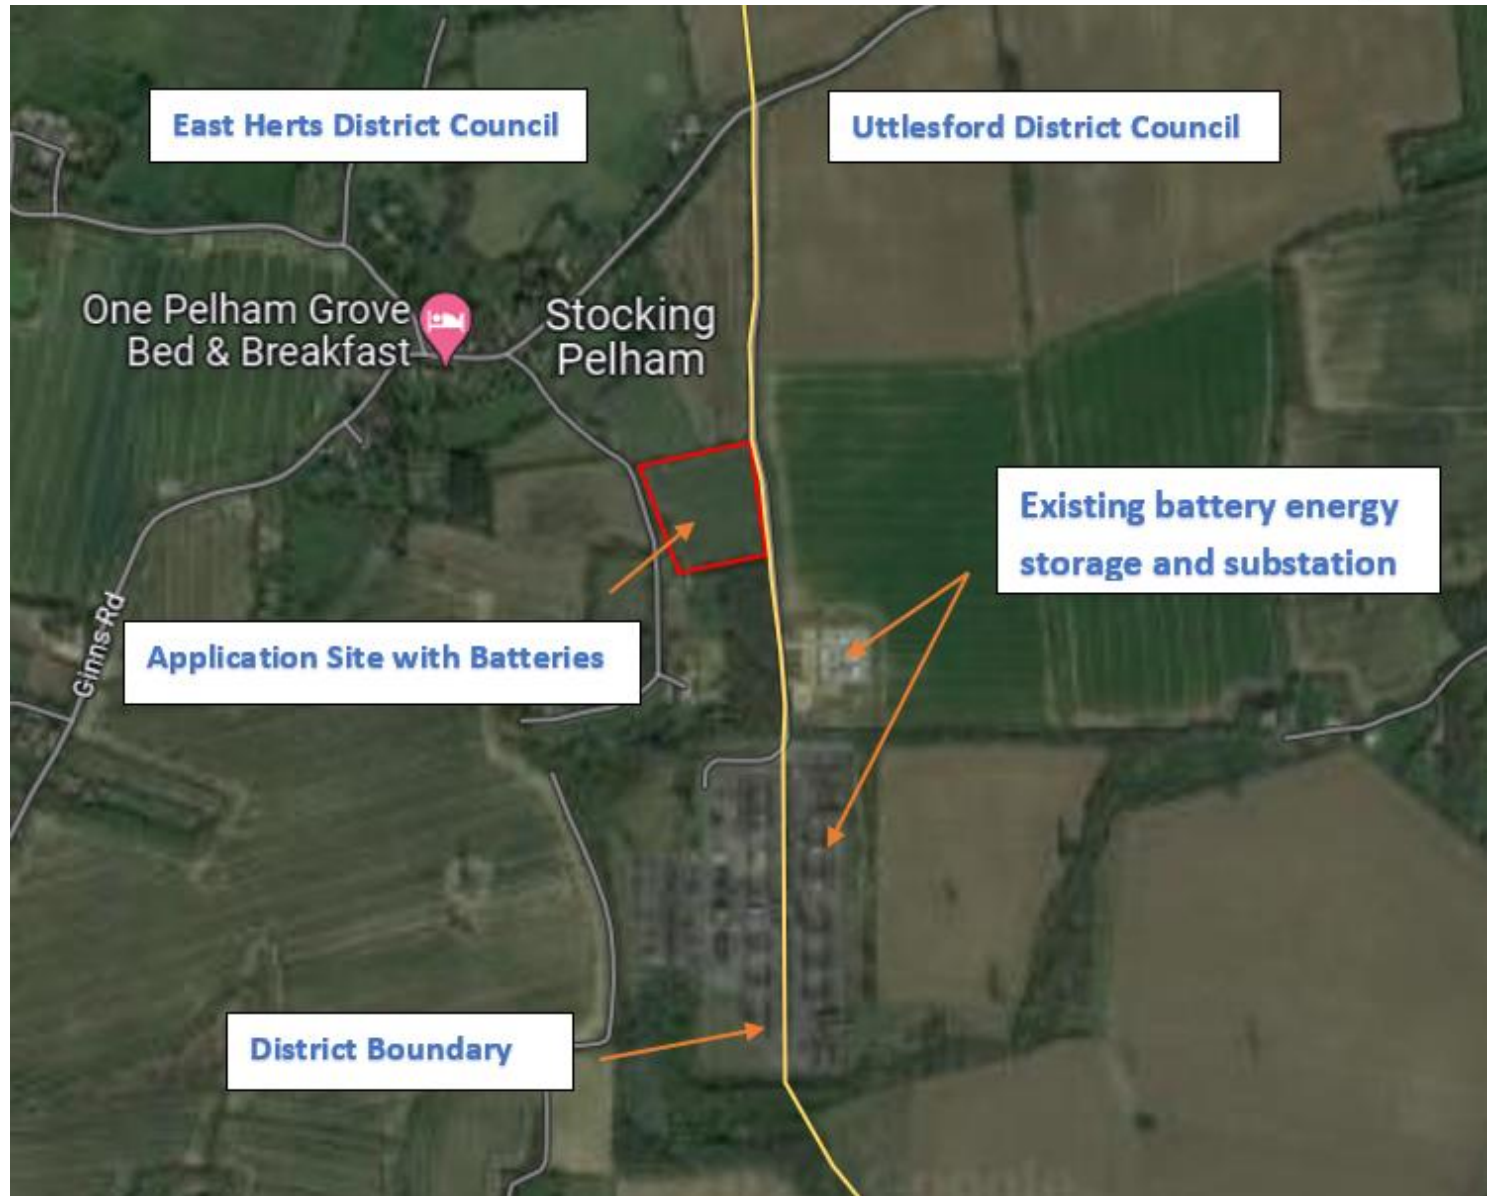 East Herts District Council
Uttlesford District Council
One Pelham Grove
Bed & Breakfast
Stocking
Pelham
Existing battery energy
storage and substation
Application Site with Batteries
Ginns Rd
District Boundary